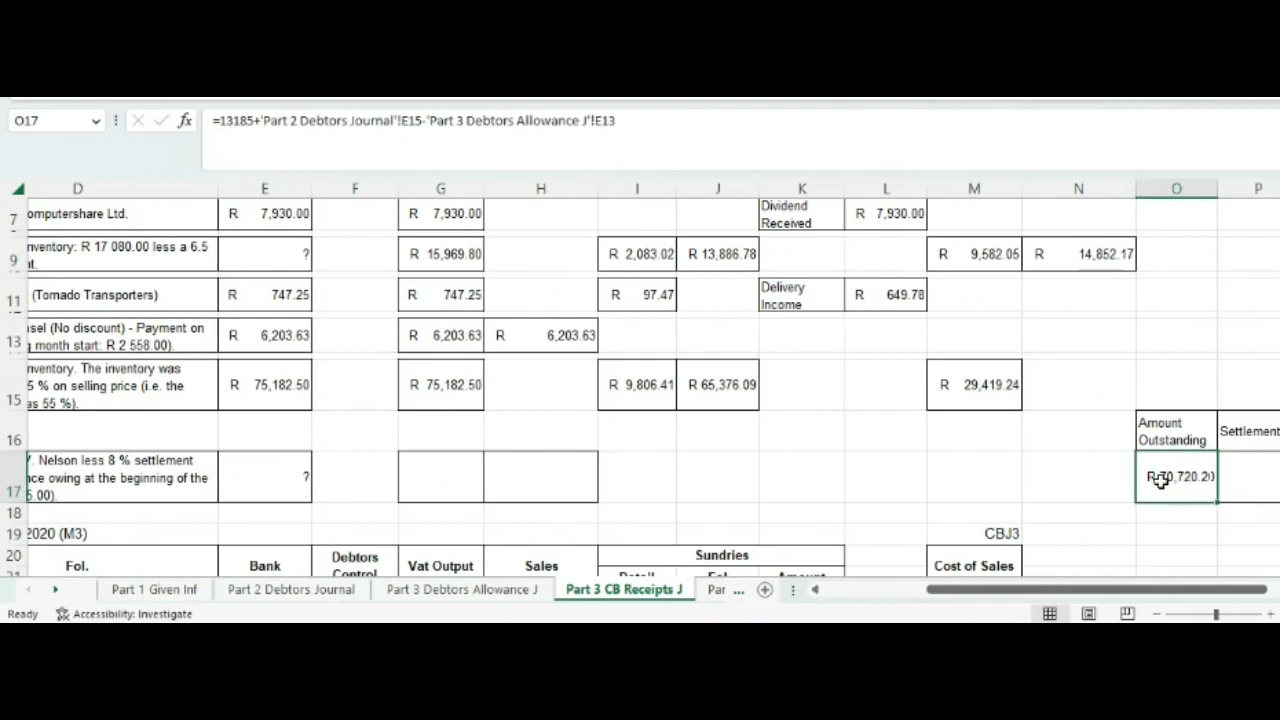 O17
fx
=13185+'Part 2 Debtors Journal'!E15-'Part 3 Debtors Allowance J'!E13
D E F G H I J K L M N O P
7 omputershare Ltd. R 7,930.00 R 7,930.00 Dividend Received R 7,930.00
nventory: R 17 080.00 less a 6.5
9 nt. ? R 15,969.80 R 2,083.02 R 13,886.78 R 9,582.05 R 14,852.17
11 (Tornado Transporters) R 747.25 R 747.25 R 97.47 Delivery Income R 649.78
sel (No discount) - Payment on
13 month start: R 2 558.00). R 6,203.63 R 6,203.63 R 6,203.63
nventory. The inventory was
5 % on selling price (i.e. the R 75,182.50 R 75,182.50 R 9,806.41 R 65,376.09 R 29,419.24
15 as 55 %).
16 Amount Outstanding Settlement
. Nelson less 8 % settlement
nce owing at the beginning of the ?
17 5.00).
18
19 2020 (M3) CBJ3
20 Fol. Bank Debtors Vat Output Sales Sundries Cost of Sales
Part 1 Given Inf Part 2 Debtors Journal Part 3 Debtors Allowance J Part 3 CB Receipts J Par ...
Ready Accessibility: Investigate